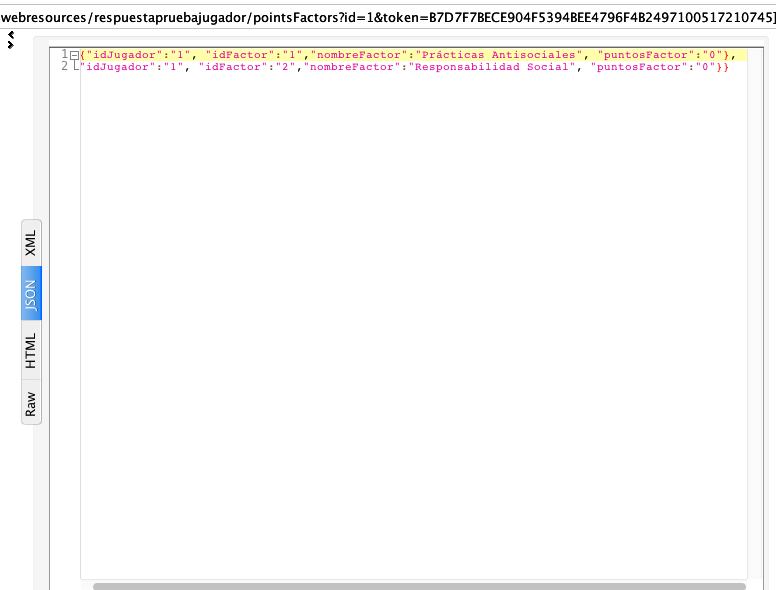 webresources/respuestapruebajugador/pointsFactors?id=1&token=B7D7F7BECE904F5394BEE4796F4B2497100517210745]
1 {"idJugador":"1", "idFactor":"1","nombreFactor":"Prácticas Antisociales", "puntosFactor":"0"},
2 "idJugador":"1", "idFactor":"2","nombreFactor":"Responsabilidad Social", "puntosFactor":"0"}}
XML
JSON
HTML
Raw